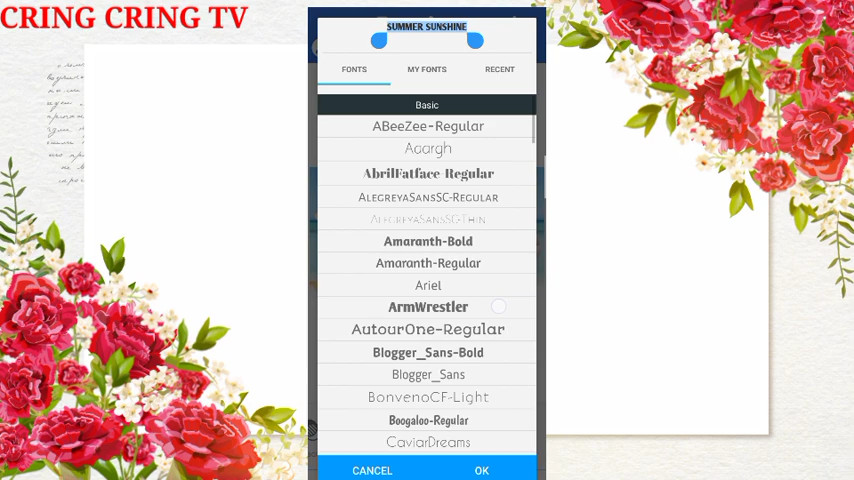 CRING CRING TV
SUMMER SUNSHINE
FONTS MY FONTS RECENT
Basic
ABeeZee-Regular
Aaargh
AbrilFatface-Regular
AlegreyaSansSC-Regular
AlegreyaSansSC-Thin
Amaranth-Bold
Amaranth-Regular
Ariel
ArmWrestler
AutourOne-Regular
Blogger_Sans-Bold
Blogger_Sans
BonvenoCF-Light
Boogaloo-Regular
CaviarDreams
CANCEL OK